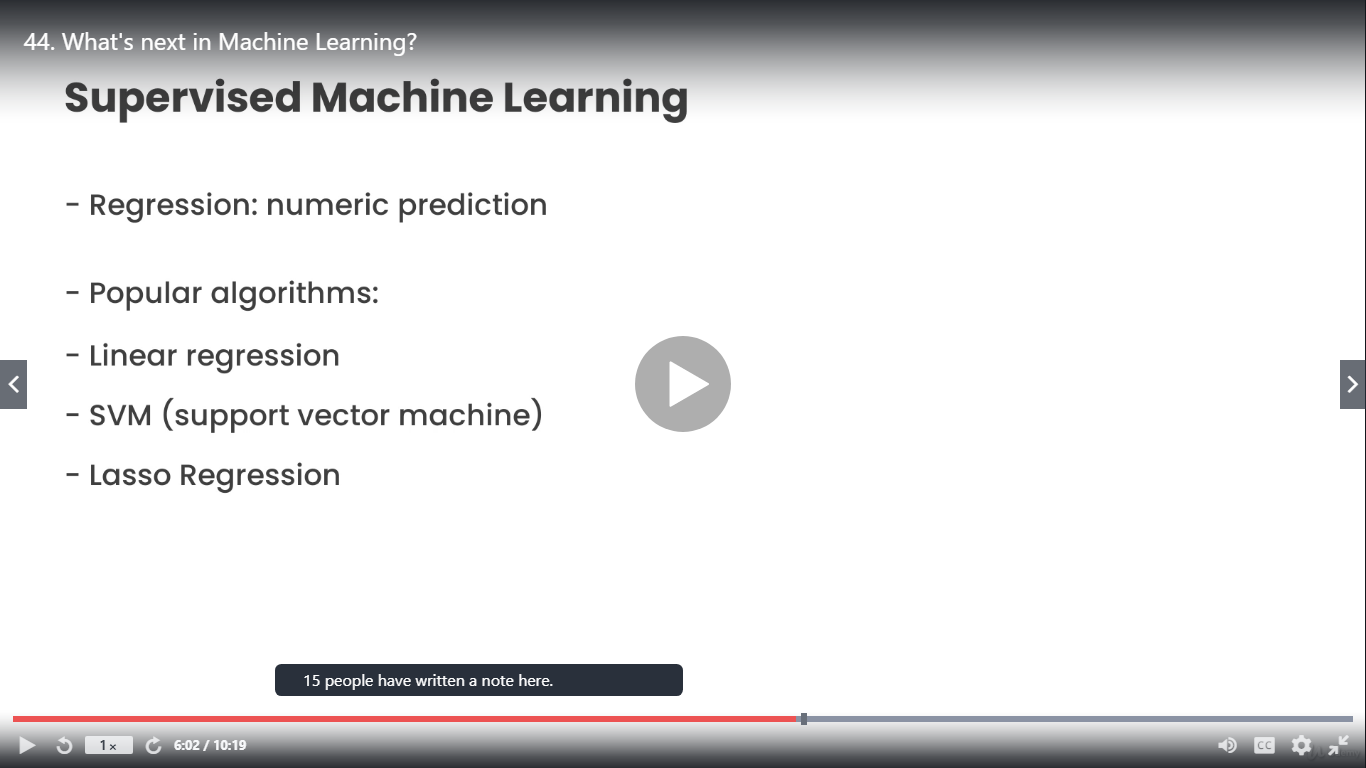 44. What's next in Machine Learning?
Supervised Machine Learning
- Regression: numeric prediction
- Popular algorithms:
- Linear regression
- SVM (support vector machine)
- Lasso Regression
15 people have written a note here.
1x
6:02 / 10:19
CC